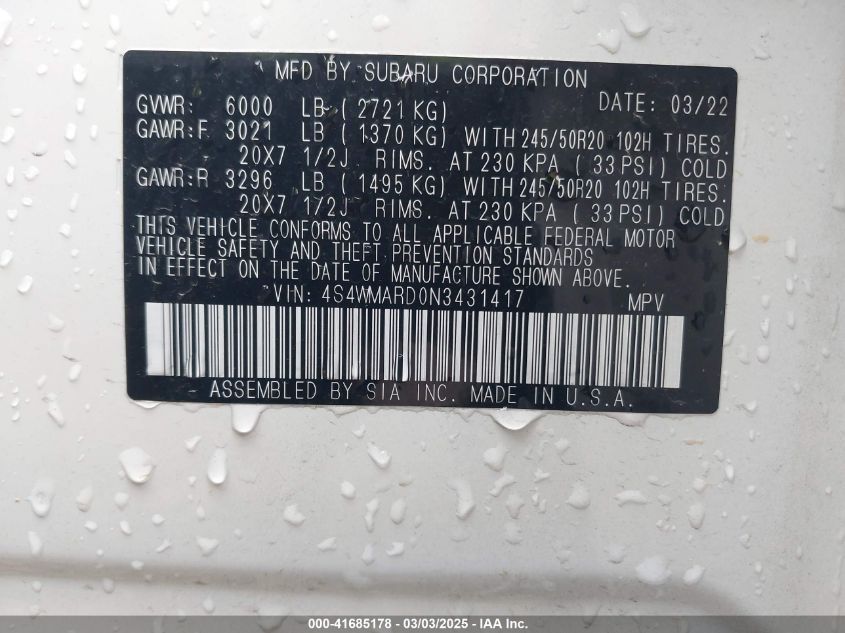 MFD BY SUBARU CORPORATION
GVWR: 6000 LB ( 2721 KG) DATE: 03/22
GAWR:F 3021 LB ( 1370 KG) WITH 245/50R20 102H TIRES.
20X7 1/2J RIMS. AT 230 KPA ( 33 PSI) COLD
GAWR:R 3296 LB ( 1495 KG) WITH 245/50R20 102H TIRES.
20X7 1/2J RIMS. AT 230 KPA ( 33 PSI) COLD
THIS VEHICLE CONFORMS TO ALL APPLICABLE FEDERAL MOTOR
VEHICLE SAFETY AND THEFT PREVENTION STANDARDS
IN EFFECT ON THE DATE OF MANUFACTURE SHOWN ABOVE.
VIN: 4S4WMARD0N3431417 MPV
ASSEMBLED BY SIA INC. MADE IN U.S.A.
000-41685178 - 03/03/2025 - IAA Inc.